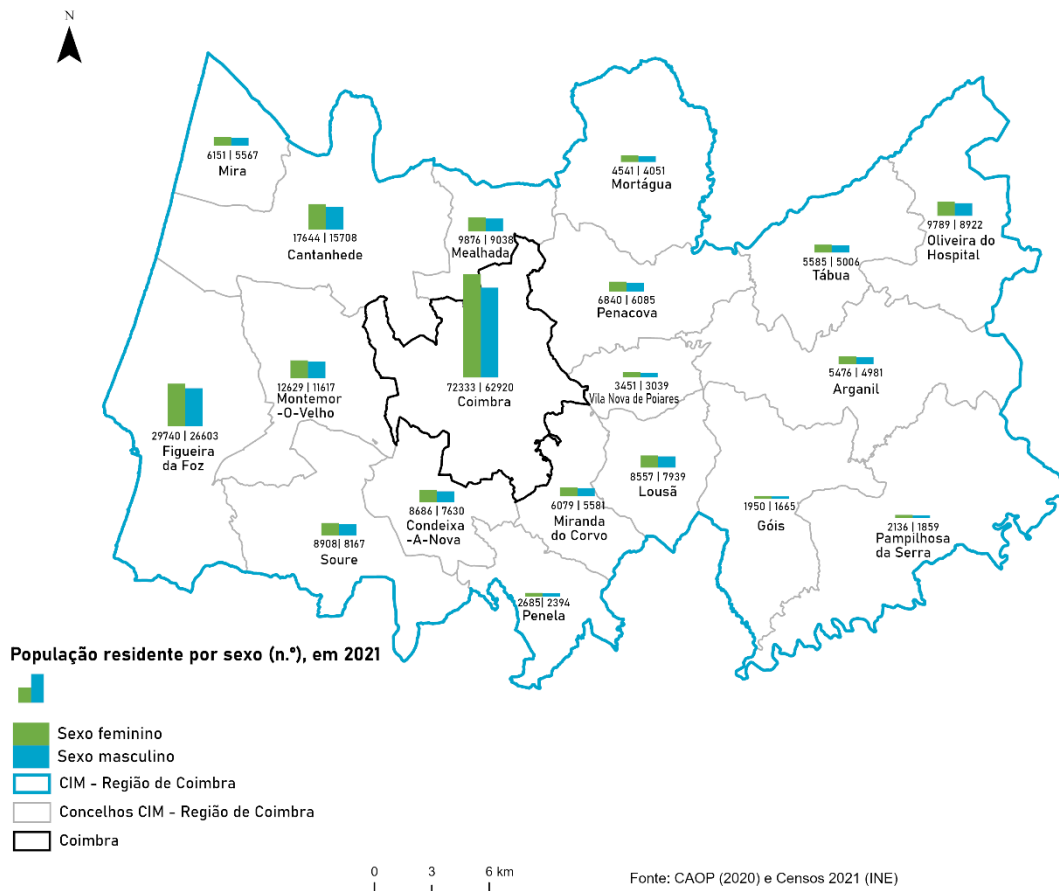 N
6151 | 5567
Mira
17644 | 15708
Cantanhede
9876 | 9038
Mealhada
4541 | 4051
Mortágua
9789 | 8922
Oliveira do
Hospital
5585 | 5006
Tábua
6840 | 6085
Penacova
5476 | 4981
Arganil
3451 | 3039
Vila Nova de Poiares
72333 | 62920
Coimbra
12629 | 11617
Montemor
-O-Velho
29740 | 26603
Figueira
da Foz
8557 | 7939
Lousã
8686 | 7630
Condeixa
-A-Nova
6079 | 5581
Miranda
do Corvo
1950 | 1665
Góis
2136 | 1859
Pampilhosa
da Serra
8908 | 8167
Soure
2685| 2394
Penela
População residente por sexo (n.º), em 2021
Sexo feminino
Sexo masculino
CIM - Região de Coimbra
Concelhos CIM - Região de Coimbra
Coimbra
0 3 6 km
Fonte: CAOP (2020) e Censos 2021 (INE)